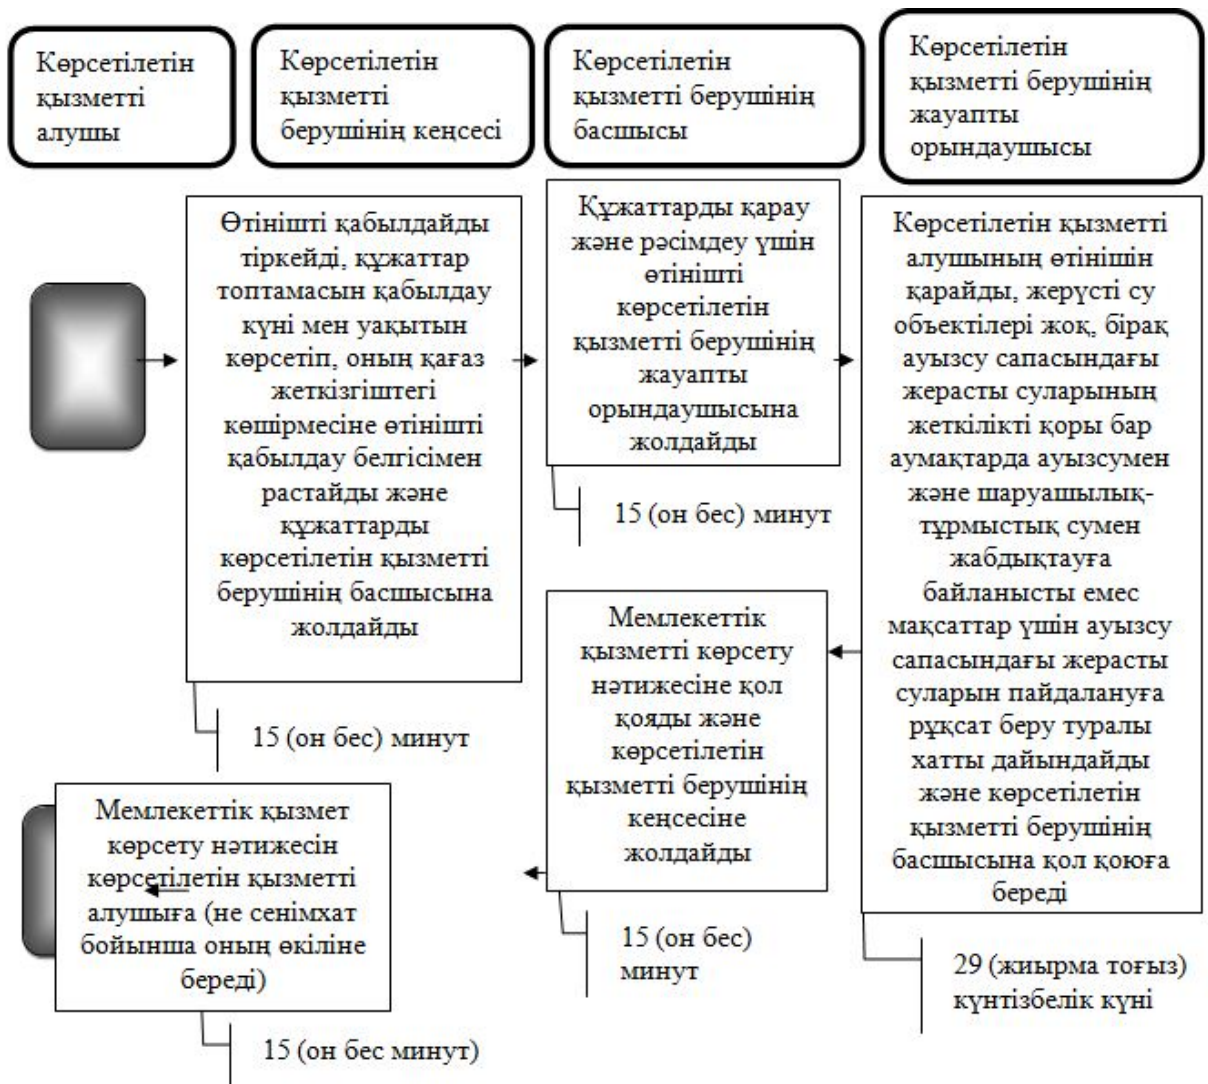 Көрсетілетін
қызметті
алушы
Көрсетілетін
қызметті
берушінің кеңсесі
Көрсетілетін
қызметті берушінің
басшысы
Көрсетілетін
қызметті берушінің
жауапты
орындаушысы
Өтінішті қабылдайды
тіркейді, құжаттар
топтамасын қабылдау
күні мен уақытын
көрсетіп, оның қағаз
жеткізгіштегі
көшірмесіне өтінішті
қабылдау белгісімен
растайды және
құжаттарды
көрсетілетін қызметті
берушінің басшысына
жолдайды
15 (он бес) минут
Құжаттарды қарау
және рәсімдеу үшін
өтінішті
көрсетілетін
қызметті берушінің
жауапты
орындаушысына
жолдайды
15 (он бес) минут
Көрсетілетін қызметті
алушының өтінішін
қарайды, жерүсті су
объектілері жоқ, бірақ
ауызсу сапасындағы
жерасты суларының
жеткілікті қоры бар
аумақтарда ауызсумен
және шаруашылық-
тұрмыстық сумен
жабдықтауға
байланысты емес
мақсаттар үшін ауызсу
сапасындағы жерасты
суларын пайдалануға
рұқсат беру туралы
хатты дайындайды
және көрсетілетін
қызметті берушінің
басшысына қол қоюға
береді
29 (жиырма тоғыз)
күнтізбелік күні
Мемлекеттік
қызметті көрсету
нәтижесіне қол
қояды және
көрсетілетін
қызметті берушінің
кеңсесіне
жолдайды
15 (он бес)
минут
Мемлекеттік қызмет
көрсету нәтижесін
көрсетілетін қызметті
алушыға (не сенімхат
бойынша оның өкіліне
береді)
15 (он бес минут)